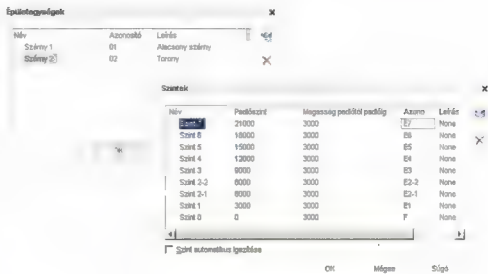 Épületegységek
Név Azonosító Leírás
Szárny 1 01 Alacsony szárny
Szárny 2 02 Torony
Szintek
Név Padlószint Magasság padlótól padlóig Azono Leírás
Szint 7 21000 3000 E7 None
Szint 6 18000 3000 E6 None
Szint 5 15000 3000 E5 None
Szint 4 12000 3000 E4 None
Szint 3 9000 3000 E3 None
Szint 2-2 6000 3000 E2-2 None
Szint 2-1 6000 3000 E2-1 None
Szint 1 3000 3000 E1 None
Szint 0 0 3000 F None
Szint automatikus igazítása
OK Mégse Súgó